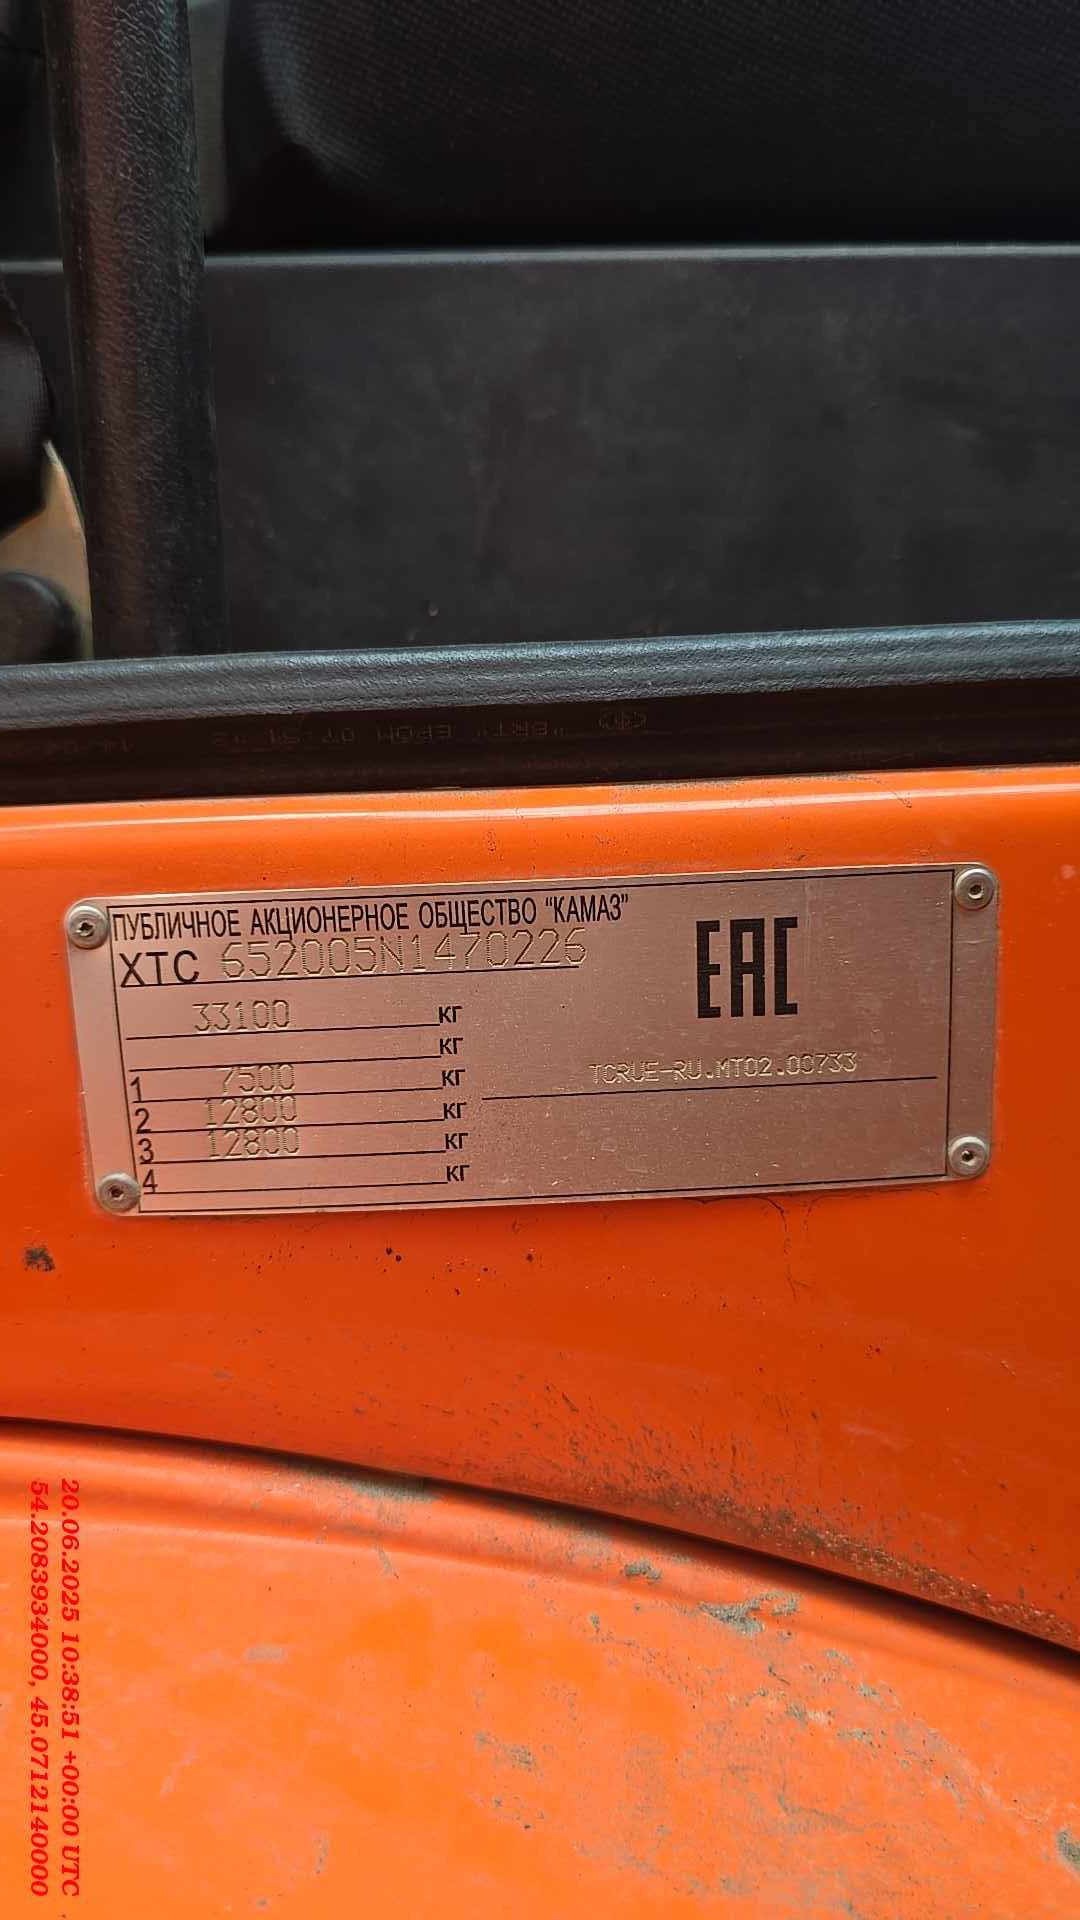 ПУБЛИЧНОЕ АКЦИОНЕРНОЕ ОБЩЕСТВО "КАМАЗ"
XTC 652005N1470226
33100 КГ
КГ
1 7500 КГ
2 12800 КГ
3 12800 КГ
4 КГ
EAC
TCRUE-RU.MT02.00733
20.06.2025 10:38:51 +00:00 UTC
54.2083934000, 45.0712140000